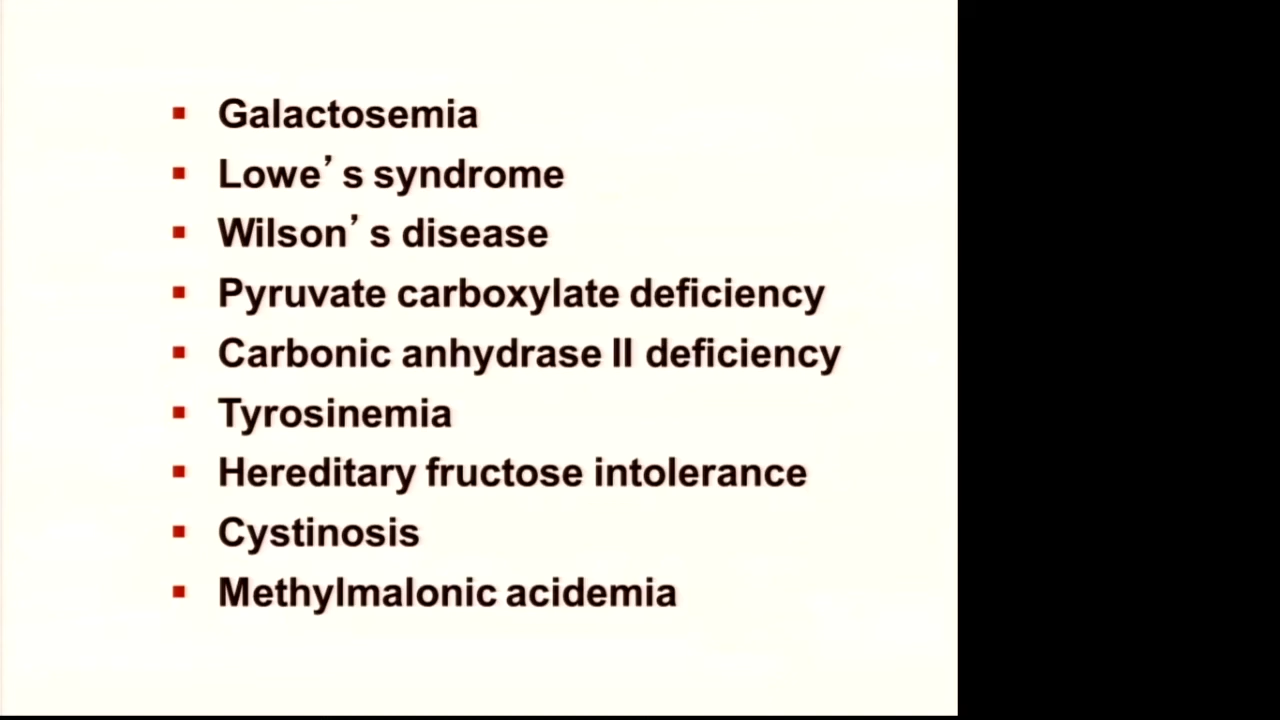 ▪ Galactosemia
▪ Lowe’s syndrome
▪ Wilson’s disease
▪ Pyruvate carboxylate deficiency
▪ Carbonic anhydrase II deficiency
▪ Tyrosinemia
▪ Hereditary fructose intolerance
▪ Cystinosis
▪ Methylmalonic acidemia